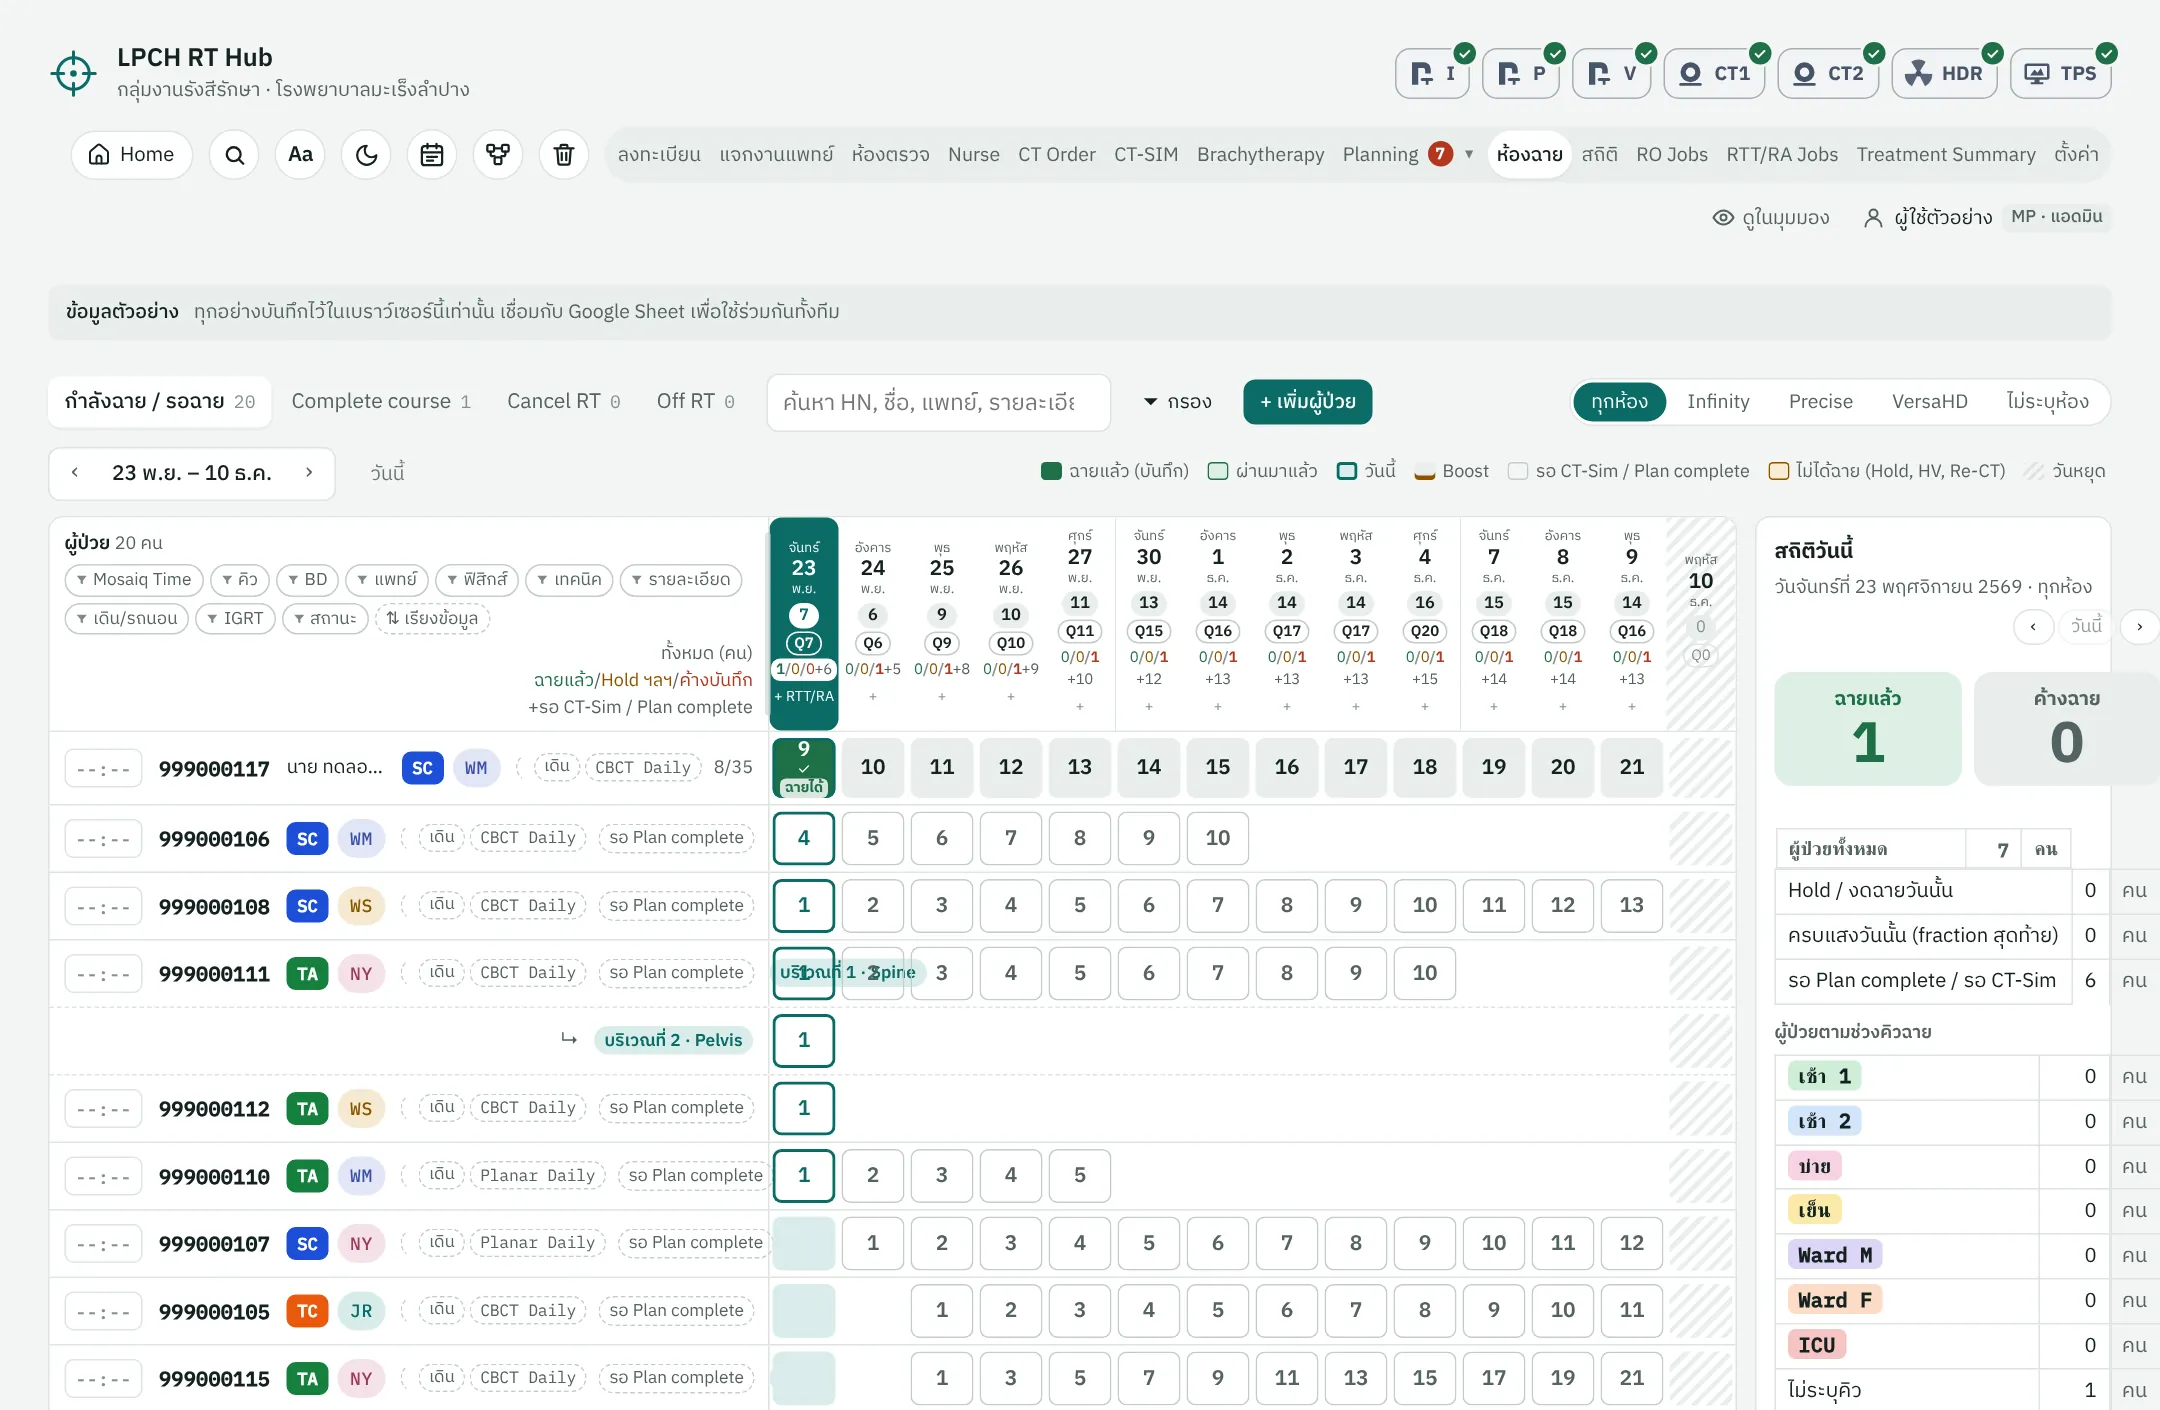 LPCH RT Hub
กลุ่มงานรังสีรักษา · โรงพยาบาลมะเร็งลำปาง
I P V CT1 CT2 HDR TPS
Home Aa ลงทะเบียน แจกงานแพทย์ ห้องตรวจ Nurse CT Order CT-SIM Brachytherapy Planning 7 ▼ ห้องฉาย สถิติ RO Jobs RTT/RA Jobs Treatment Summary ตั้งค่า
ดูในมุมมอง ผู้ใช้ตัวอย่าง MP · แอดมิน
ข้อมูลตัวอย่าง ทุกอย่างบันทึกไว้ในเบราว์เซอร์นี้เท่านั้น เชื่อมกับ Google Sheet เพื่อใช้ร่วมกันทั้งทีม
กำลังฉาย / รอฉาย 20 Complete course 1 Cancel RT 0 Off RT 0 ค้นหา HN, ชื่อ, แพทย์, รายละเอีย ▼ กรอง + เพิ่มผู้ป่วย ทุกห้อง Infinity Precise VersaHD ไม่ระบุห้อง
‹ 23 พ.ย. – 10 ธ.ค. › วันนี้ ฉายแล้ว (บันทึก) ผ่านมาแล้ว วันนี้ Boost รอ CT-Sim / Plan complete ไม่ได้ฉาย (Hold, HV, Re-CT) วันหยุด
ผู้ป่วย 20 คน
▼ Mosaiq Time ▼ คิว ▼ BD ▼ แพทย์ ▼ ฟิสิกส์ ▼ เทคนิค ▼ รายละเอียด
▼ เดิน/รถนอน ▼ IGRT ▼ สถานะ ⇅ เรียงข้อมูล
ทั้งหมด (คน)
ฉายแล้ว/Hold ฯลฯ/ค้างบันทึก
+รอ CT-Sim / Plan complete
จันทร์ 23 พ.ย. 7 Q7 1/0/0+6 + RTT/RA
อังคาร 24 พ.ย. 6 Q6 0/0/1+5 +
พุธ 25 พ.ย. 9 Q9 0/0/1+8 +
พฤหัส 26 พ.ย. 10 Q10 0/0/1+9 +
ศุกร์ 27 พ.ย. 11 Q11 0/0/1 +10 +
จันทร์ 30 พ.ย. 13 Q15 0/0/1 +12 +
อังคาร 1 ธ.ค. 14 Q16 0/0/1 +13 +
พุธ 2 ธ.ค. 14 Q17 0/0/1 +13 +
พฤหัส 3 ธ.ค. 14 Q17 0/0/1 +13 +
ศุกร์ 4 ธ.ค. 16 Q20 0/0/1 +15 +
จันทร์ 7 ธ.ค. 15 Q18 0/0/1 +14 +
อังคาร 8 ธ.ค. 15 Q18 0/0/1 +14 +
พุธ 9 ธ.ค. 14 Q16 0/0/1 +13 +
พฤหัส 10 ธ.ค. 0 Q0
--:-- 999000117 นาย ทดลอ... SC WM เดิน CBCT Daily 8/35 9 ✓ ฉายได้ 10 11 12 13 14 15 16 17 18 19 20 21
--:-- 999000106 SC WM เดิน CBCT Daily รอ Plan complete 4 5 6 7 8 9 10
--:-- 999000108 SC WS เดิน CBCT Daily รอ Plan complete 1 2 3 4 5 6 7 8 9 10 11 12 13
--:-- 999000111 TA NY เดิน CBCT Daily รอ Plan complete บริเวณที่ 1 · Spine 1 2 3 4 5 6 7 8 9 10
↳ บริเวณที่ 2 · Pelvis 1
--:-- 999000112 TA WS เดิน CBCT Daily รอ Plan complete 1
--:-- 999000110 TA WM เดิน Planar Daily รอ Plan complete 1 2 3 4 5
--:-- 999000107 SC NY เดิน Planar Daily รอ Plan complete 1 2 3 4 5 6 7 8 9 10 11 12
--:-- 999000105 TC JR เดิน CBCT Daily รอ Plan complete 1 2 3 4 5 6 7 8 9 10 11
--:-- 999000115 TA NY เดิน CBCT Daily รอ Plan complete 1 3 5 7 9 11 13 15 17 19 21
สถิติวันนี้
วันจันทร์ที่ 23 พฤศจิกายน 2569 · ทุกห้อง
‹ วันนี้ ›
ฉายแล้ว 1
ค้างฉาย 0
ผู้ป่วยทั้งหมด 7 คน
Hold / งดฉายวันนั้น 0 คน
ครบแสงวันนั้น (fraction สุดท้าย) 0 คน
รอ Plan complete / รอ CT-Sim 6 คน
ผู้ป่วยตามช่วงคิวฉาย
เช้า 1 0 คน
เช้า 2 0 คน
บ่าย 0 คน
เย็น 0 คน
Ward M 0 คน
Ward F 0 คน
ICU 0 คน
ไม่ระบุคิว 1 คน